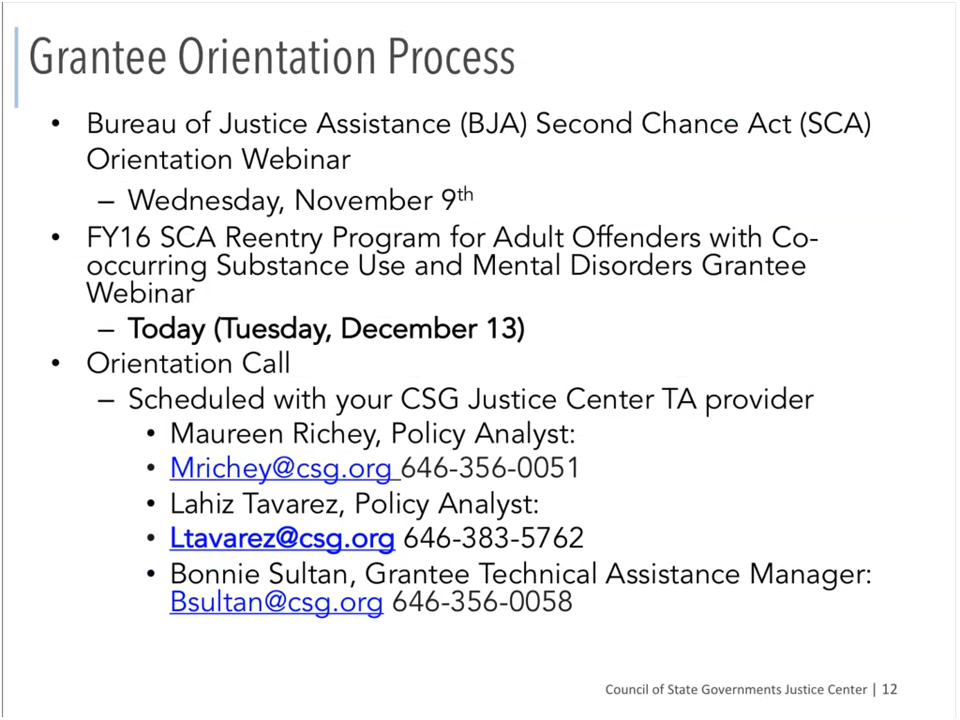 Grantee Orientation Process
• Bureau of Justice Assistance (BJA) Second Chance Act (SCA)
Orientation Webinar
– Wednesday, November 9th
• FY16 SCA Reentry Program for Adult Offenders with Co-
occurring Substance Use and Mental Disorders Grantee
Webinar
– Today (Tuesday, December 13)
• Orientation Call
– Scheduled with your CSG Justice Center TA provider
• Maureen Richey, Policy Analyst:
• Mrichey@csg.org 646-356-0051
• Lahiz Tavarez, Policy Analyst:
• Ltavarez@csg.org 646-383-5762
• Bonnie Sultan, Grantee Technical Assistance Manager:
Bsultan@csg.org 646-356-0058
Council of State Governments Justice Center | 12